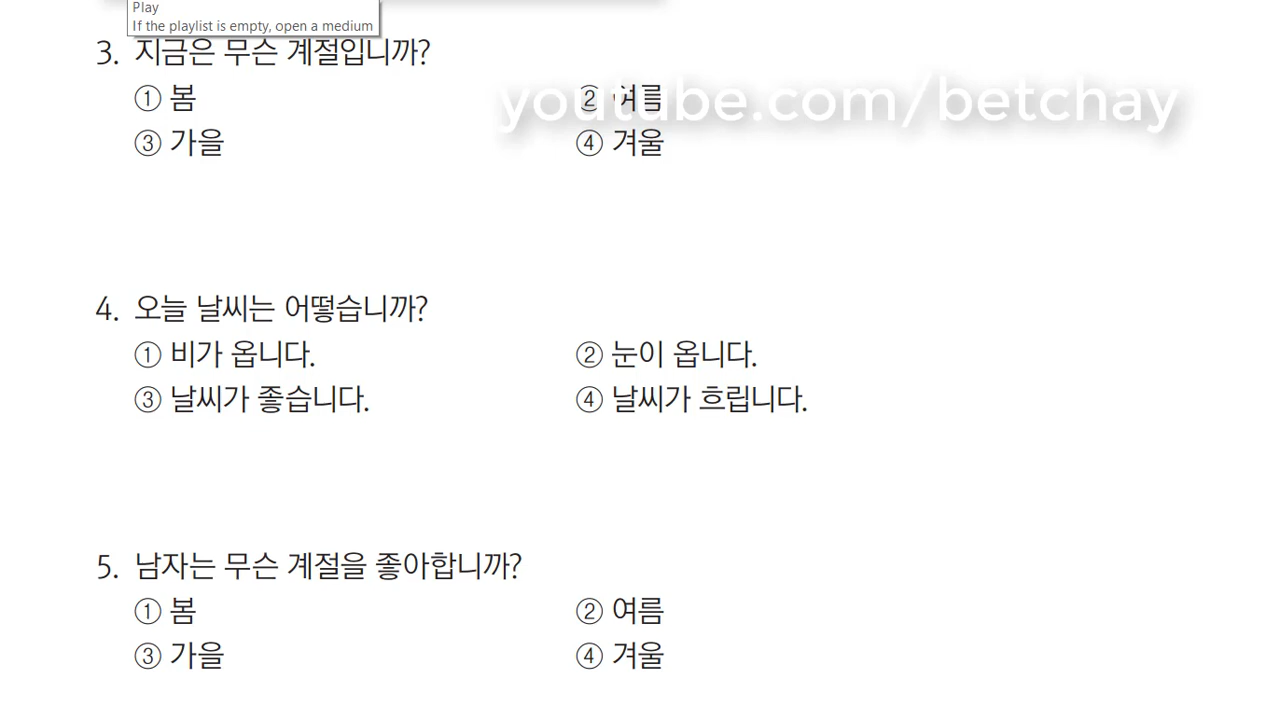 Play
If the playlist is empty, open a medium
3. 지금은 무슨 계절입니까?
① 봄 ② 여름
youtube.com/betchay
③ 가을 ④ 겨울
4. 오늘 날씨는 어떻습니까?
① 비가 옵니다. ② 눈이 옵니다.
③ 날씨가 좋습니다. ④ 날씨가 흐립니다.
5. 남자는 무슨 계절을 좋아합니까?
① 봄 ② 여름
③ 가을 ④ 겨울